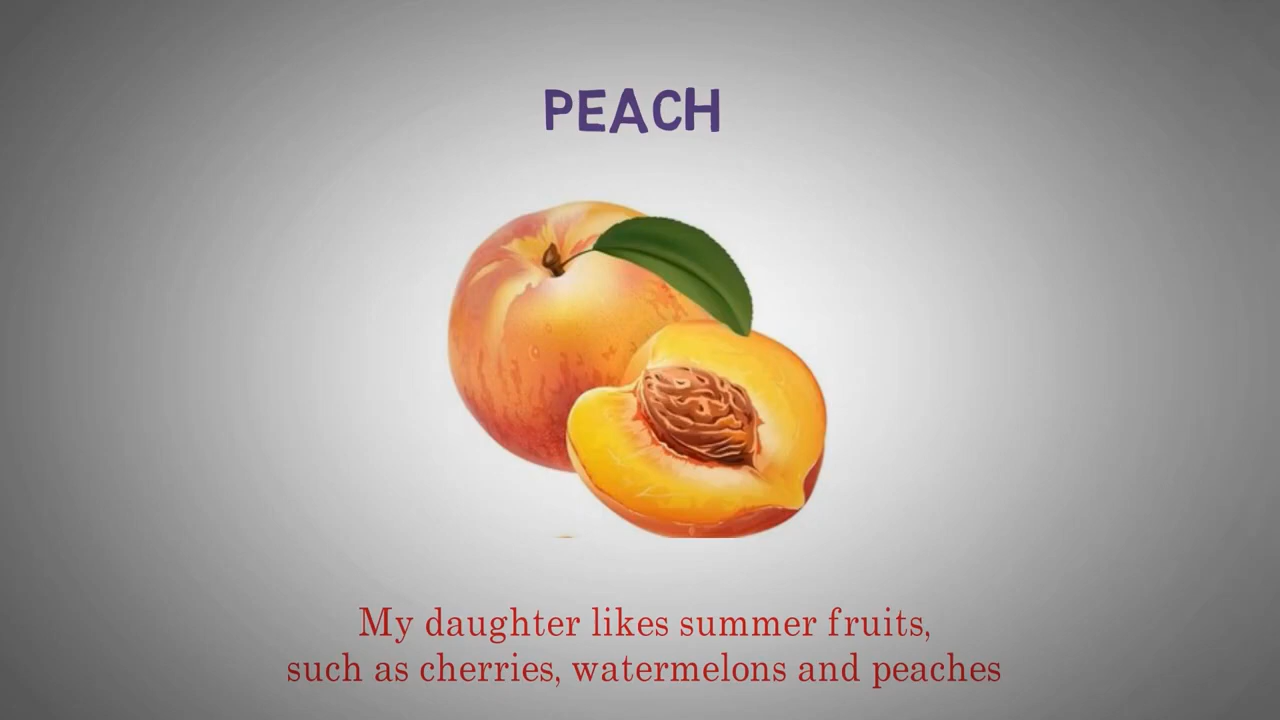 PEACH
My daughter likes summer fruits,
such as cherries, watermelons and peaches